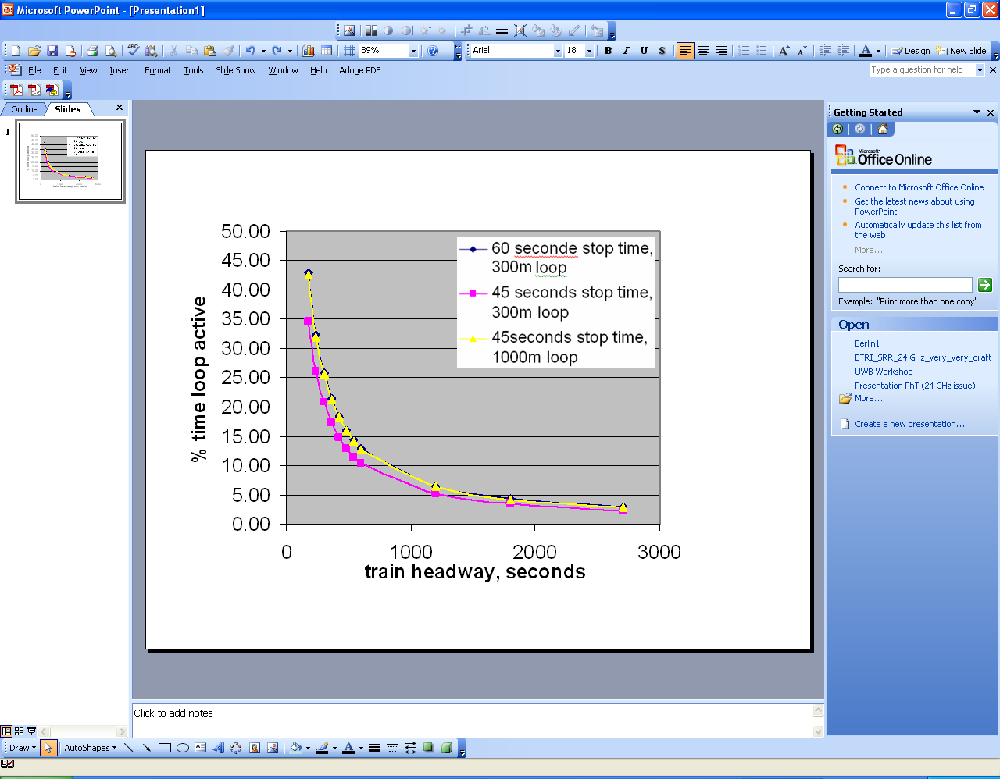 Microsoft PowerPoint - [Presentation1]
89%
Arial
18
B I U S
Design
New Slide
File Edit View Insert Format Tools Slide Show Window Help Adobe PDF
Type a question for help
Outline
Slides
1
50.00
45.00
40.00
35.00
30.00
25.00
20.00
15.00
10.00
5.00
0.00
% time loop active
60 seconde stop time,
300m loop
45 seconds stop time,
300m loop
45seconds stop time,
1000m loop
0 1000 2000 3000
train headway, seconds
Click to add notes
Getting Started
Microsoft
Office Online
Connect to Microsoft Office Online
Get the latest news about using
PowerPoint
Automatically update this list from
the web
More...
Search for:
Example: "Print more than one copy"
Open
Berlin1
ETRI_SRR_24 GHz_very_very_draft
UWB Workshop
Presentation PhT (24 GHz issue)
More...
Create a new presentation...
Draw
AutoShapes